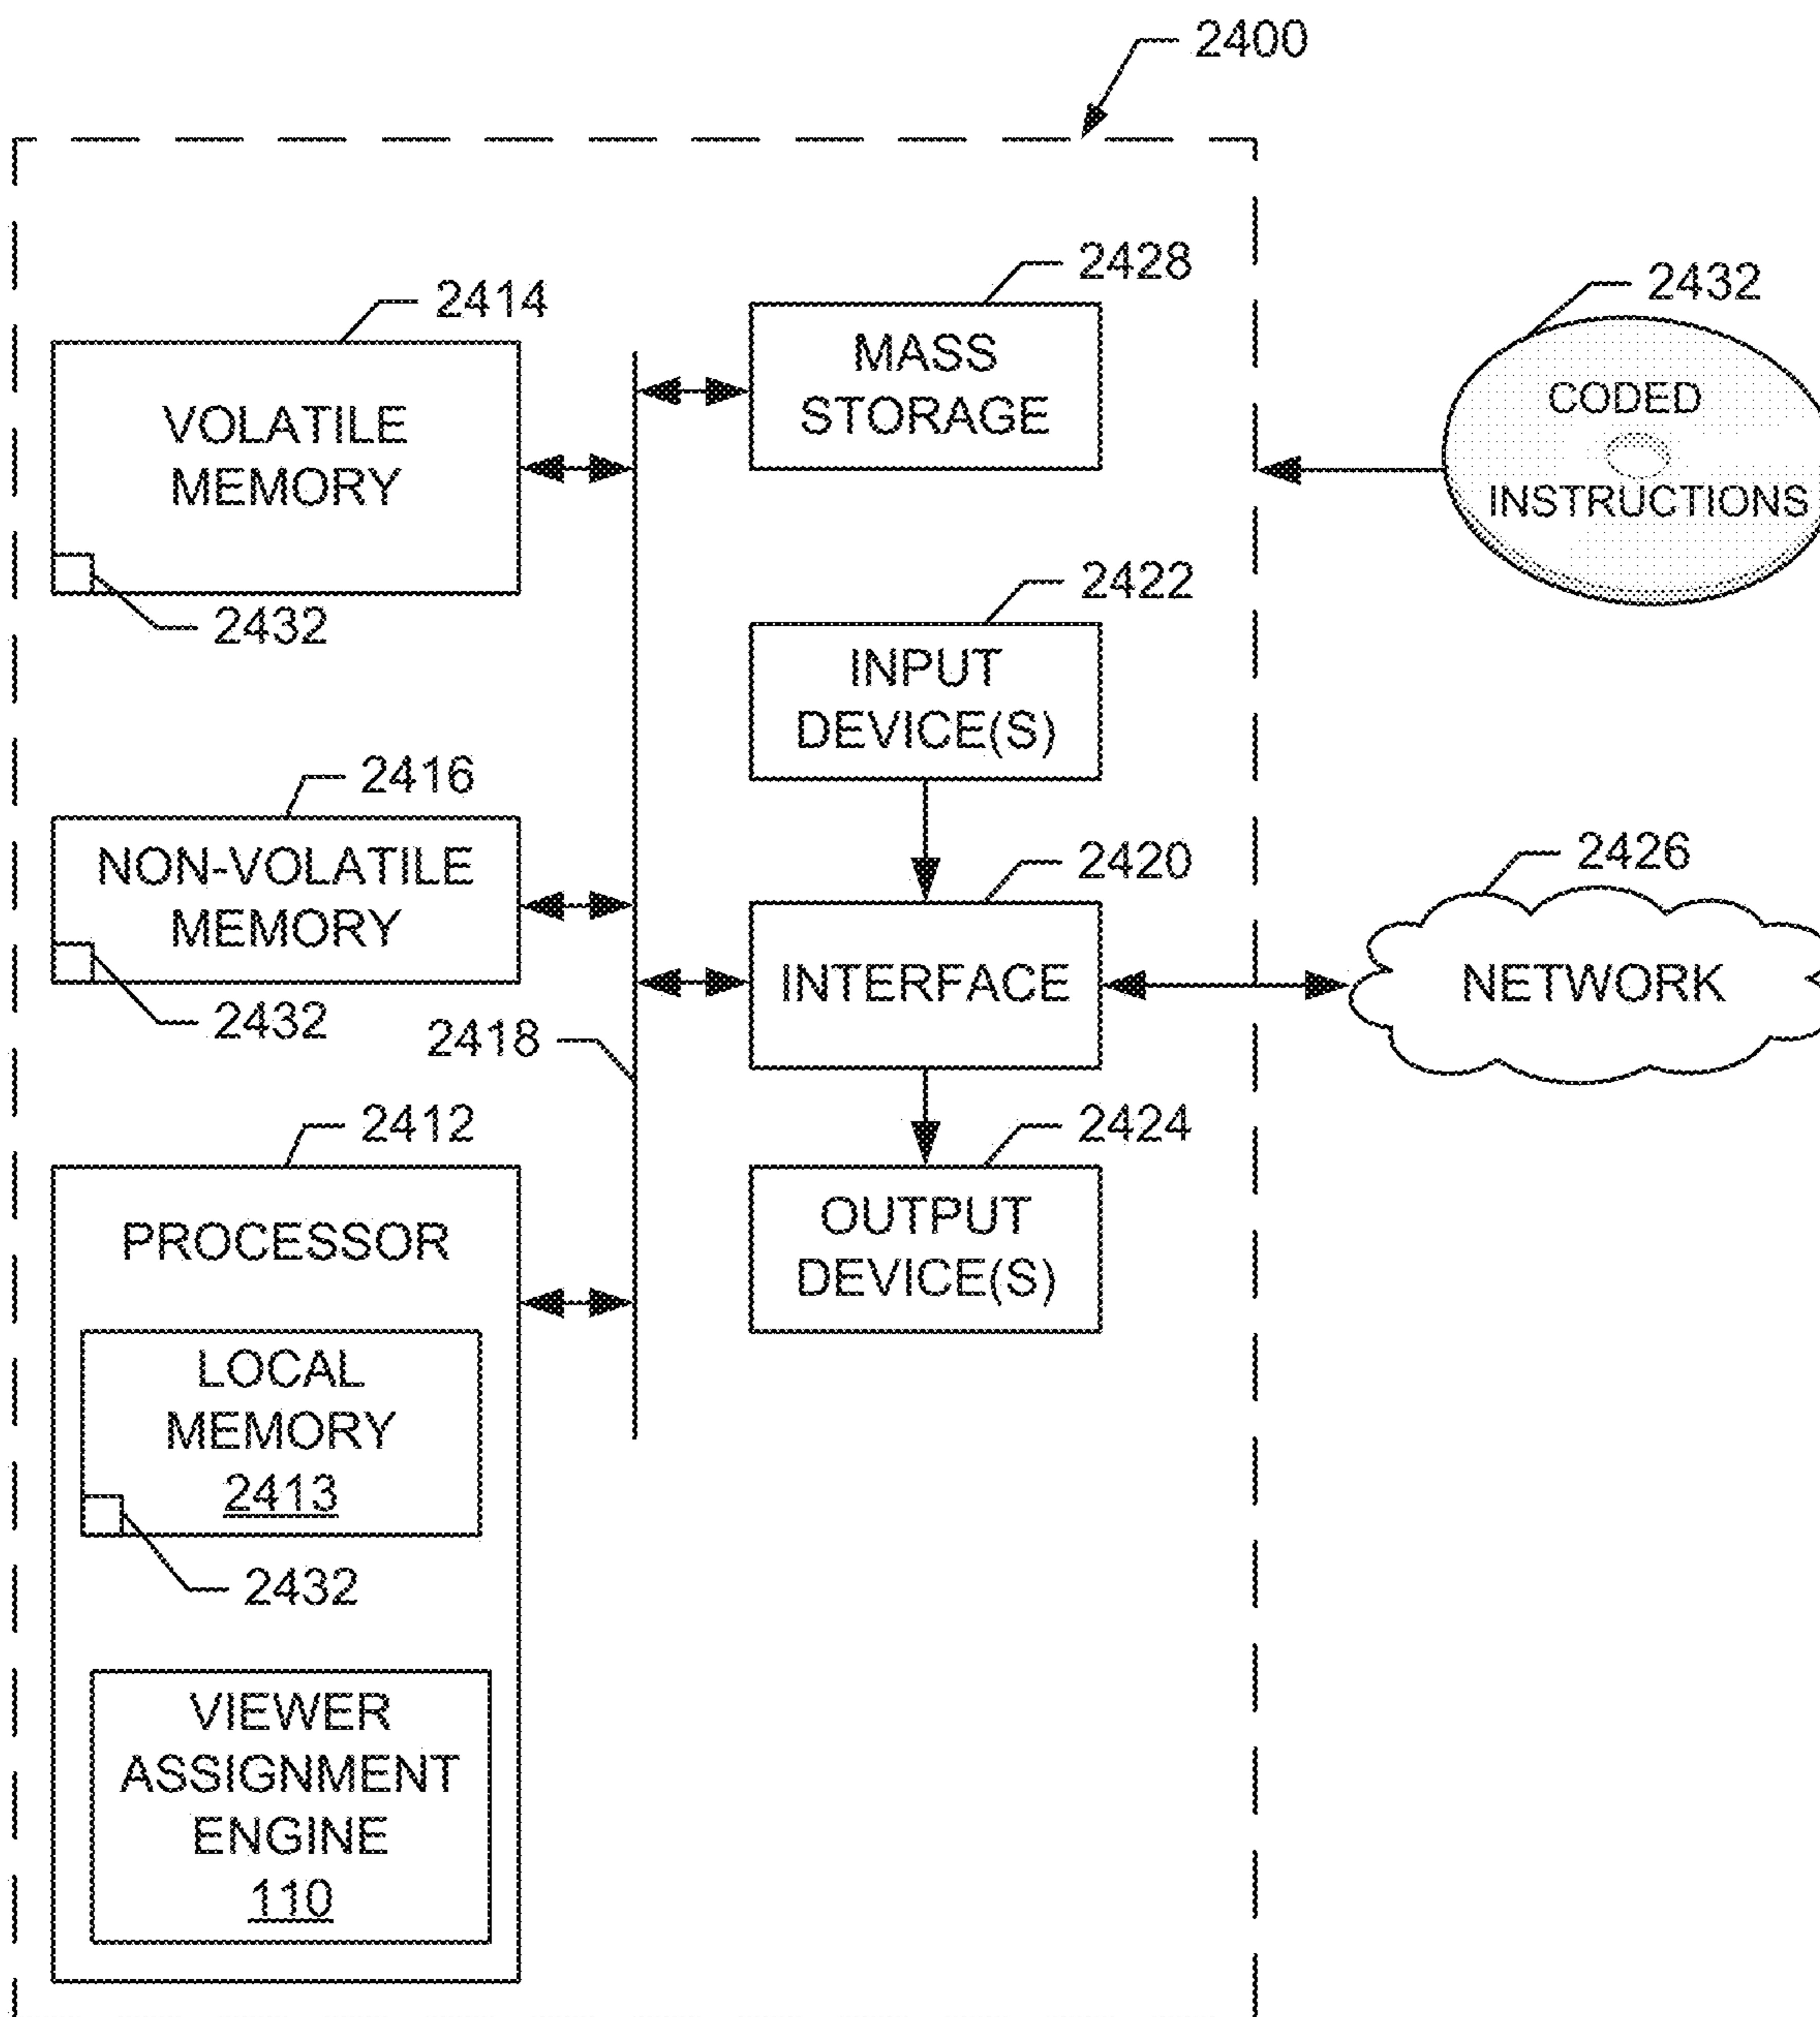 2400
2428
2414
MASS
STORAGE
VOLATILE
MEMORY
2432
2432
CODED
INSTRUCTIONS
2422
INPUT
DEVICE(S)
2416
NON-VOLATILE
MEMORY
2432
2420
INTERFACE
2426
NETWORK
2418
2412
PROCESSOR
2424
OUTPUT
DEVICE(S)
LOCAL
MEMORY
2413
2432
VIEWER
ASSIGNMENT
ENGINE
110